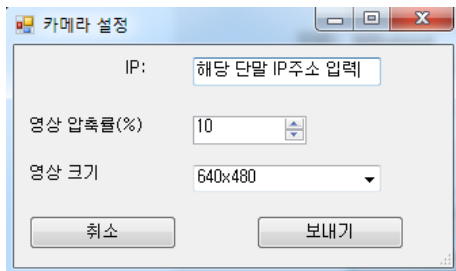 카메라 설정
IP: 해당 단말 IP주소 입력
영상 압축률(%) 10
영상 크기 640x480
취소 보내기